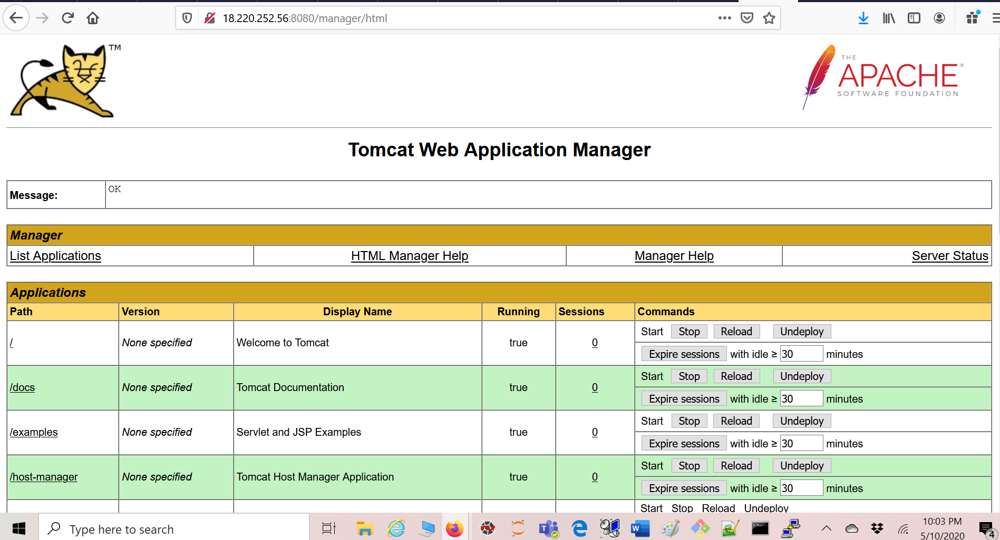 18.220.252.56:8080/manager/html
TM
THE
APACHE®
SOFTWARE FOUNDATION
Tomcat Web Application Manager
Message: OK
Manager
List Applications HTML Manager Help Manager Help Server Status
Applications
Path Version Display Name Running Sessions Commands
/ None specified Welcome to Tomcat true 0 Start Stop Reload Undeploy
Expire sessions with idle ≥ 30 minutes
/docs None specified Tomcat Documentation true 0 Start Stop Reload Undeploy
Expire sessions with idle ≥ 30 minutes
/examples None specified Servlet and JSP Examples true 0 Start Stop Reload Undeploy
Expire sessions with idle ≥ 30 minutes
/host-manager None specified Tomcat Host Manager Application true 0 Start Stop Reload Undeploy
Expire sessions with idle ≥ 30 minutes
Start Stop Reload Undeploy
Type here to search
10:03 PM
5/10/2020
4